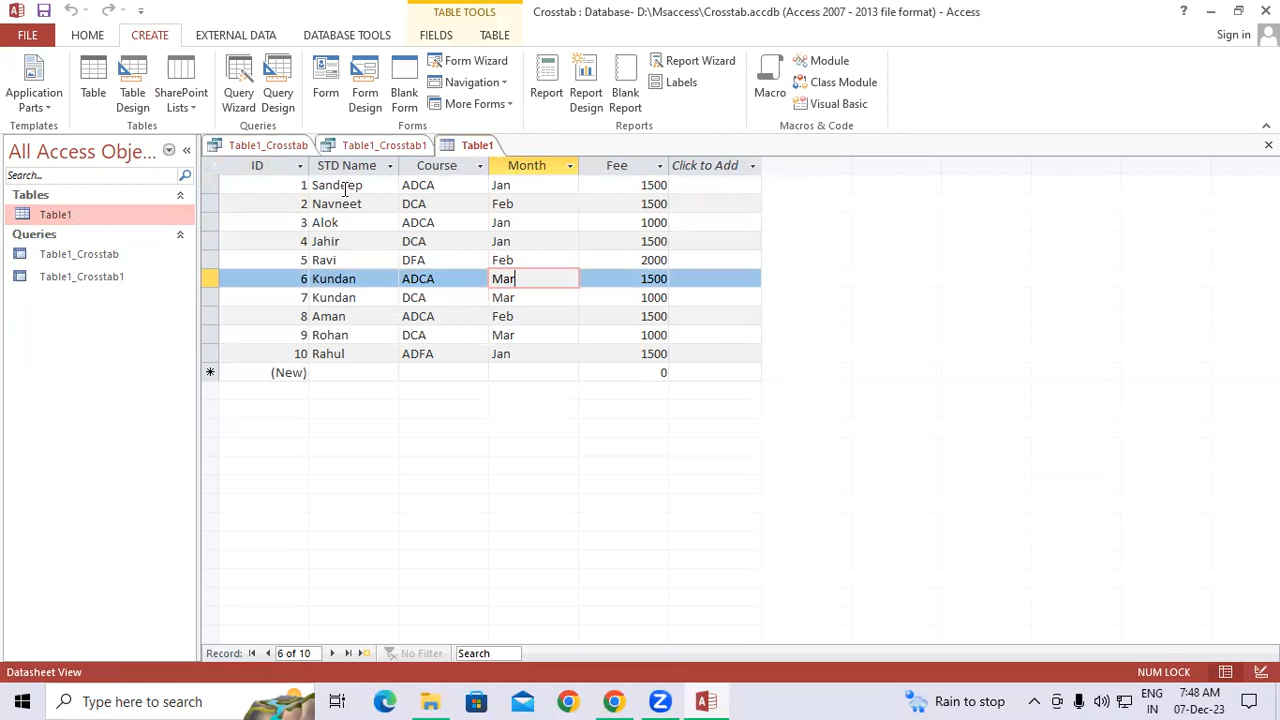 Crosstab : Database- D:\Msaccess\Crosstab.accdb (Access 2007 - 2013 file format) - Access
TABLE TOOLS
FILE HOME CREATE EXTERNAL DATA DATABASE TOOLS FIELDS TABLE Sign in
Application Parts Table Table Design SharePoint Lists Query Wizard Query Design Form Form Design Blank Form Form Wizard Navigation More Forms Report Report Design Blank Report Report Wizard Labels Macro Module Class Module Visual Basic
Templates Tables Queries Forms Reports Macros & Code
All Access Obje... Table1_Crosstab Table1_Crosstab1 Table1
Search...
Tables
Table1
Queries
Table1_Crosstab
Table1_Crosstab1
ID STD Name Course Month Fee Click to Add
1 Sandeep ADCA Jan 1500
2 Navneet DCA Feb 1500
3 Alok ADCA Jan 1000
4 Jahir DCA Jan 1500
5 Ravi DFA Feb 2000
6 Kundan ADCA Mar 1500
7 Kundan DCA Mar 1000
8 Aman ADCA Feb 1500
9 Rohan DCA Mar 1000
10 Rahul ADFA Jan 1500
(New) 0
Record: 6 of 10 No Filter Search
Datasheet View NUM LOCK
Type here to search Rain to stop ENG IN 7:48 AM 07-Dec-23